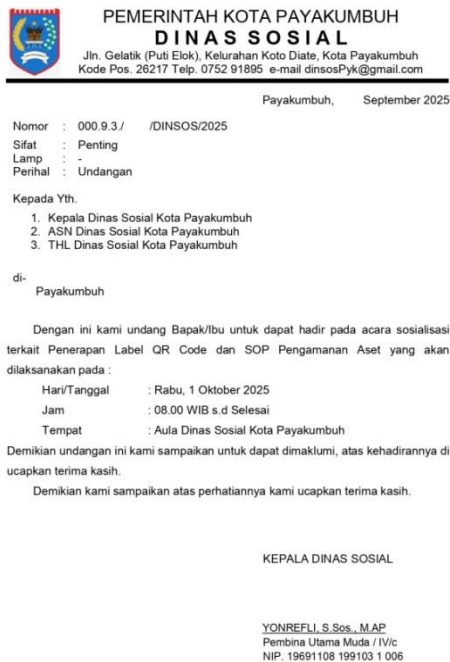 PEMERINTAH KOTA PAYAKUMBUH
DINAS SOSIAL
Jln. Gelatik (Puti Elok), Kelurahan Koto Diate, Kota Payakumbuh
Kode Pos. 26217 Telp. 0752 91895 e-mail dinsosPyk@gmail.com
Payakumbuh, September 2025
Nomor : 000.9.3./ /DINSOS/2025
Sifat : Penting
Lamp : -
Perihal : Undangan
Kepada Yth.
1. Kepala Dinas Sosial Kota Payakumbuh
2. ASN Dinas Sosial Kota Payakumbuh
3. THL Dinas Sosial Kota Payakumbuh
di-
Payakumbuh
Dengan ini kami undang Bapak/Ibu untuk dapat hadir pada acara sosialisasi
terkait Penerapan Label QR Code dan SOP Pengamanan Aset yang akan
dilaksanakan pada :
Hari/Tanggal : Rabu, 1 Oktober 2025
Jam : 08.00 WIB s.d Selesai
Tempat : Aula Dinas Sosial Kota Payakumbuh
Demikian undangan ini kami sampaikan untuk dapat dimaklumi, atas kehadirannya di
ucapkan terima kasih.
Demikian kami sampaikan atas perhatiannya kami ucapkan terima kasih.
KEPALA DINAS SOSIAL
YONREFLI, S.Sos., M.AP
Pembina Utama Muda / IV/c
NIP. 19691108 199103 1 006